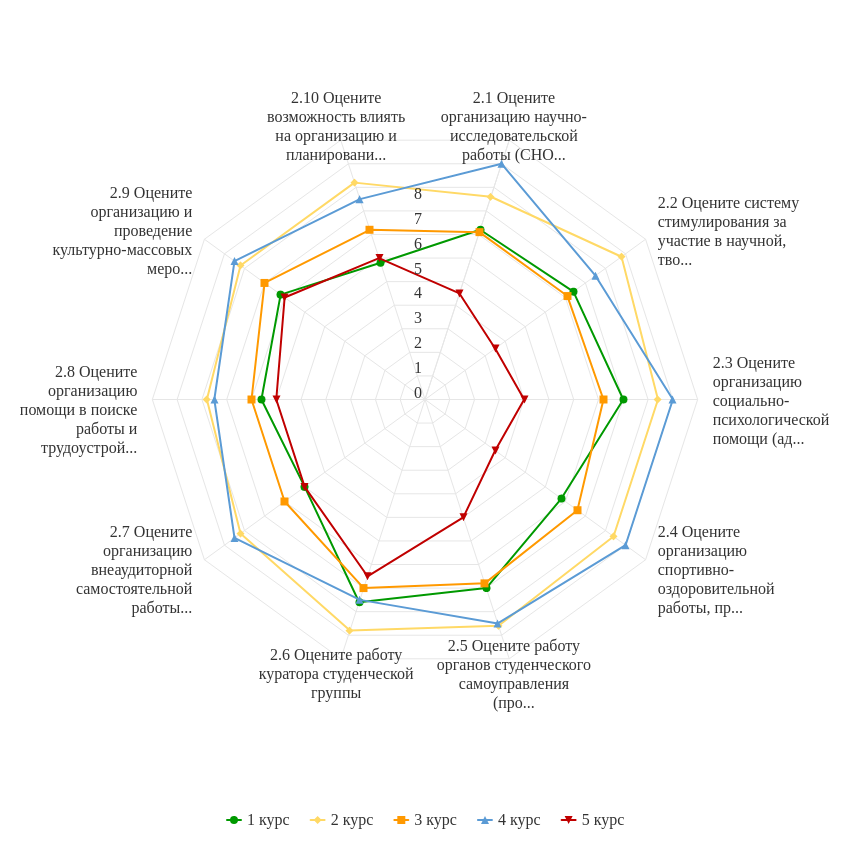 2.10 Оцените
возможность влиять
на организацию и
планировани...
2.1 Оцените
организацию научно-
исследовательской
работы (СНО...
2.9 Оцените
организацию и
проведение
культурно-массовых
меро...
2.2 Оцените систему
стимулирования за
участие в научной,
тво...
8
7
6
5
4
3
2
1
0
2.8 Оцените
организацию
помощи в поиске
работы и
трудоустрой...
2.3 Оцените
организацию
социально-
психологической
помощи (ад...
2.7 Оцените
организацию
внеаудиторной
самостоятельной
работы...
2.4 Оцените
организацию
спортивно-
оздоровительной
работы, пр...
2.6 Оцените работу
куратора студенческой
группы
2.5 Оцените работу
органов студенческого
самоуправления
(про...
1 курс 2 курс 3 курс 4 курс 5 курс